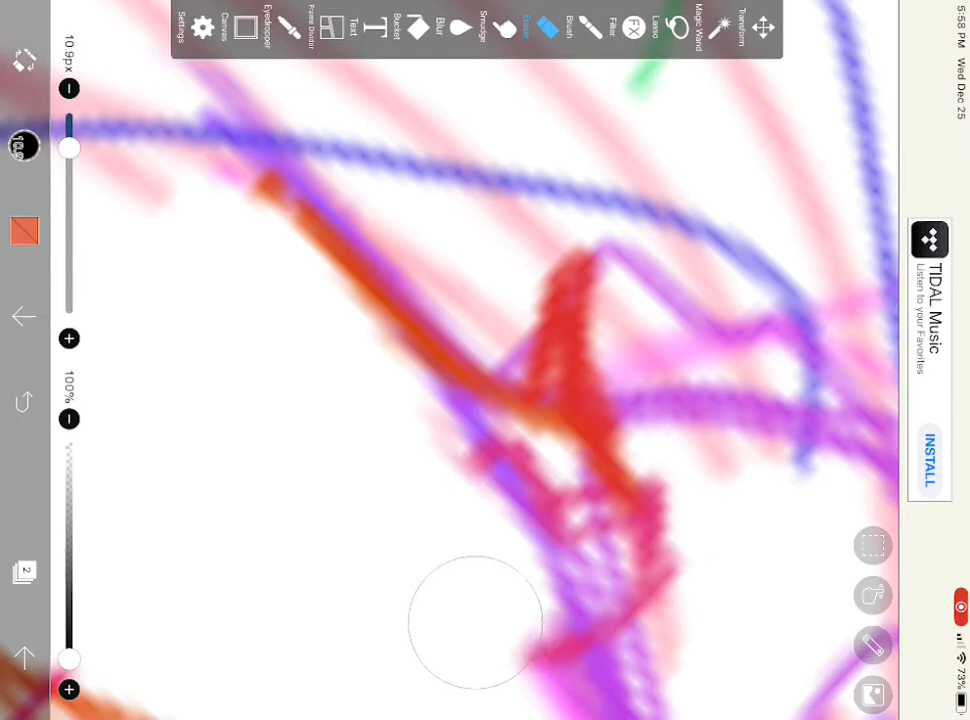 5:58 PM Wed Dec 25
73%
TIDAL Music
Listen to your Favorites
INSTALL
Transform
Magic Wand
Lasso
Filter
FX
Brush
Eraser
Smudge
Blur
Bucket
Text
Frame Divider
Eyedropper
Canvas
Settings
10.9px
100%
2